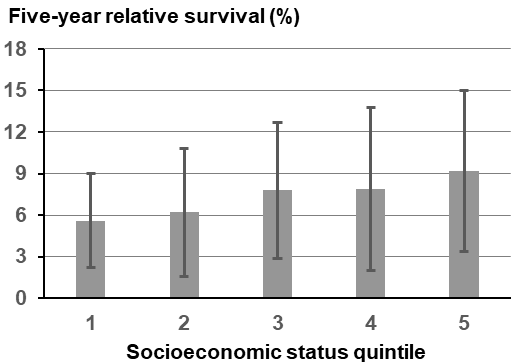 Five-year relative survival (%)
18
15
12
9
6
3
0
1 2 3 4 5
Socioeconomic status quintile